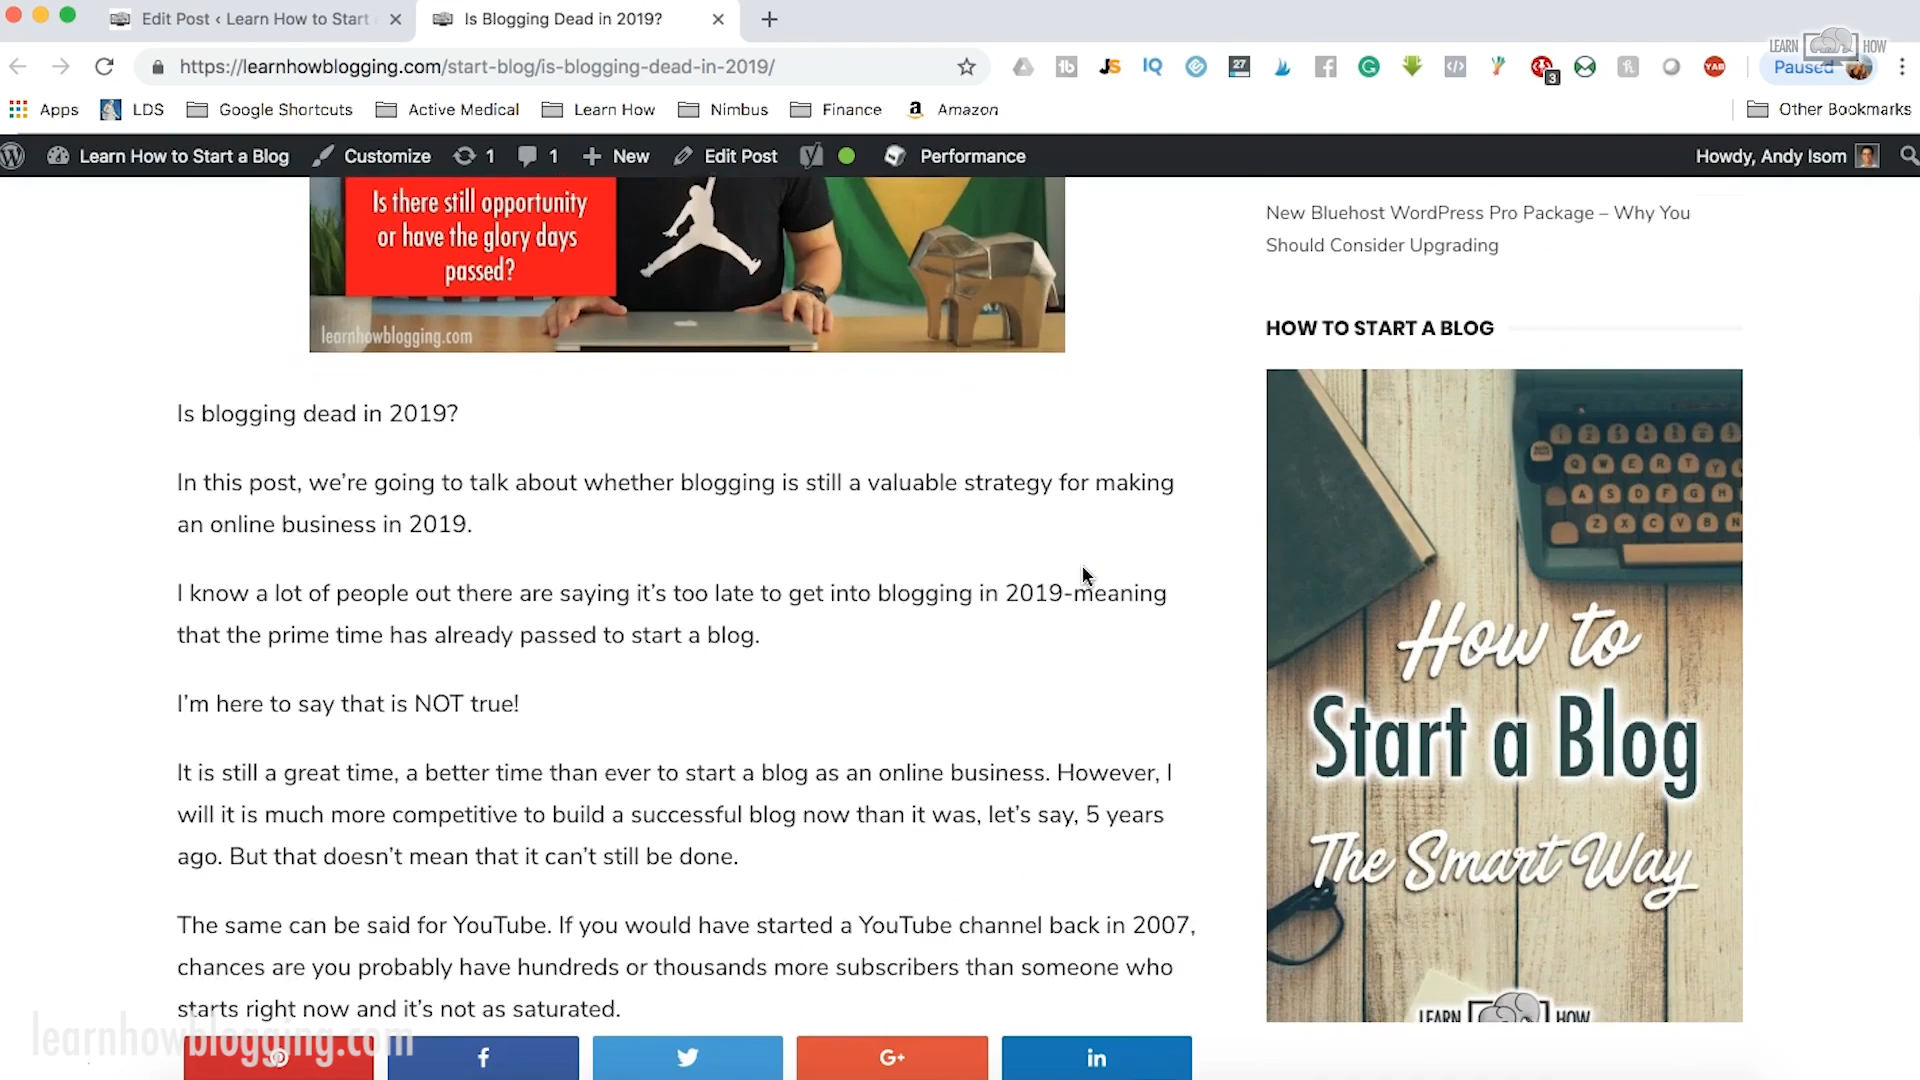 Edit Post ‹ Learn How to Start
Is Blogging Dead in 2019?
LEARN HOW
https://learnhowblogging.com/start-blog/is-blogging-dead-in-2019/
Paused
Apps LDS Google Shortcuts Active Medical Learn How Nimbus Finance Amazon Other Bookmarks
Learn How to Start a Blog Customize 1 1 New Edit Post Performance Howdy, Andy Isom
Is there still opportunity
or have the glory days
passed?
learnhowblogging.com
Is blogging dead in 2019?
In this post, we’re going to talk about whether blogging is still a valuable strategy for making
an online business in 2019.
I know a lot of people out there are saying it’s too late to get into blogging in 2019-meaning
that the prime time has already passed to start a blog.
I’m here to say that is NOT true!
It is still a great time, a better time than ever to start a blog as an online business. However, I
will it is much more competitive to build a successful blog now than it was, let’s say, 5 years
ago. But that doesn’t mean that it can’t still be done.
The same can be said for YouTube. If you would have started a YouTube channel back in 2007,
chances are you probably have hundreds or thousands more subscribers than someone who
starts right now and it’s not as saturated.
learnhowblogging.com
New Bluehost WordPress Pro Package – Why You
Should Consider Upgrading
HOW TO START A BLOG
How to
Start a Blog
The Smart Way
LEARN HOW